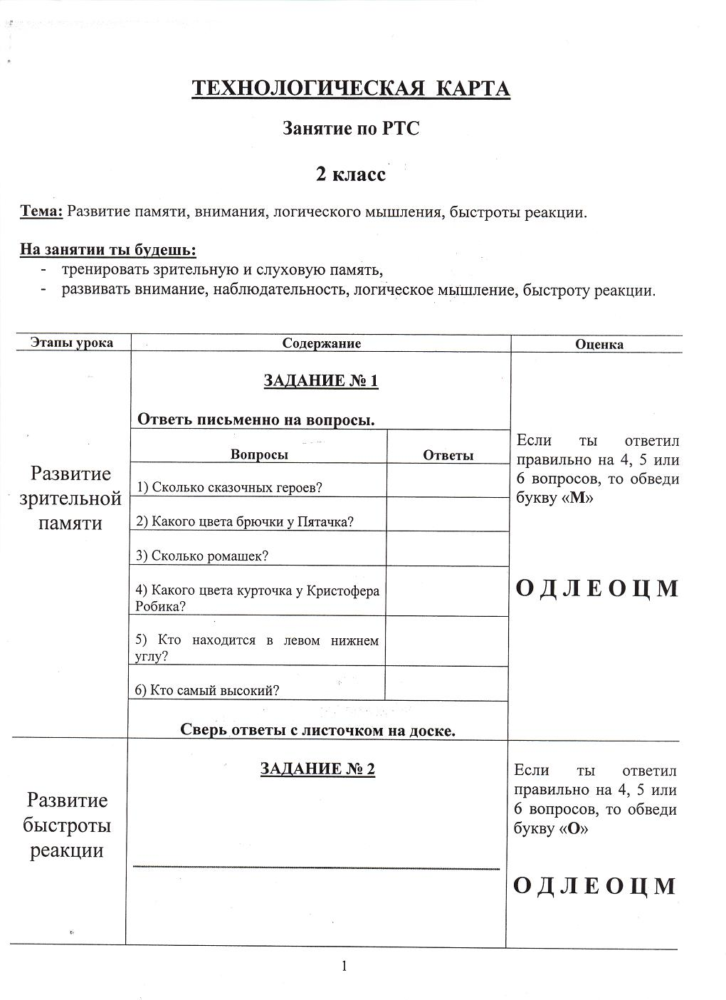 ТЕХНОЛОГИЧЕСКАЯ КАРТА
Занятие по РТС
2 класс
Тема: Развитие памяти, внимания, логического мышления, быстроты реакции.
На занятии ты будешь:
- тренировать зрительную и слуховую память,
- развивать внимание, наблюдательность, логическое мышление, быстроту реакции.
Этапы урока
Содержание
Оценка
Развитие
зрительной
памяти
ЗАДАНИЕ № 1
Ответь письменно на вопросы.
Вопросы
Ответы
1) Сколько сказочных героев?
2) Какого цвета брючки у Пятачка?
3) Сколько ромашек?
4) Какого цвета курточка у Кристофера
Робика?
5) Кто находится в левом нижнем
углу?
6) Кто самый высокий?
Сверь ответы с листочком на доске.
Если ты ответил
правильно на 4, 5 или
6 вопросов, то обведи
букву «М»
О Д Л Е О Ц М
Развитие
быстроты
реакции
ЗАДАНИЕ № 2
Если ты ответил
правильно на 4, 5 или
6 вопросов, то обведи
букву «О»
О Д Л Е О Ц М
1